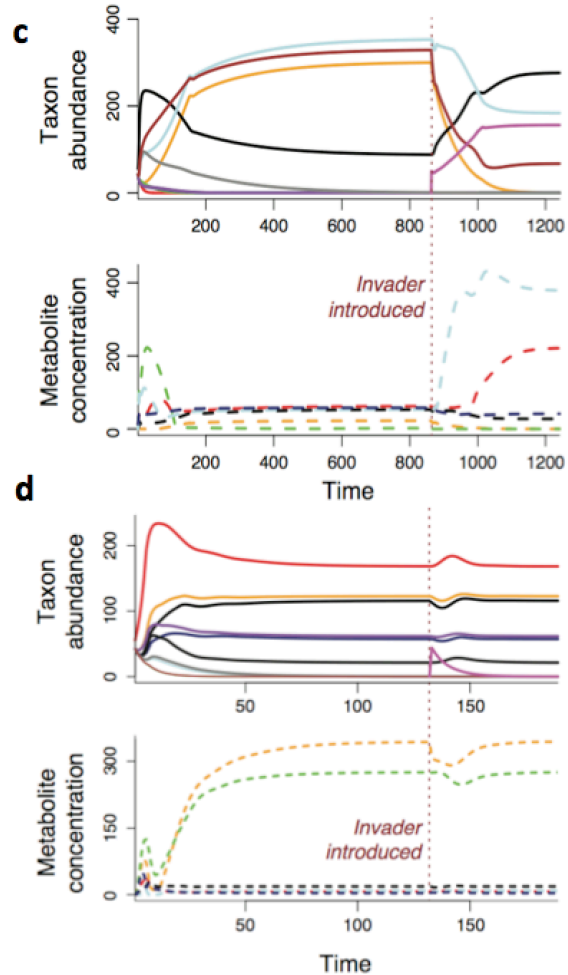 c
Taxon
abundance
400
200
0
200 400 600 800 1000 1200
Metabolite
concentration
400
200
0
Invader
introduced
200 400 600 800 1000 1200
Time
d
Taxon
abundance
200
100
0
50 100 150
Metabolite
concentration
300
150
0
Invader
introduced
50 100 150
Time